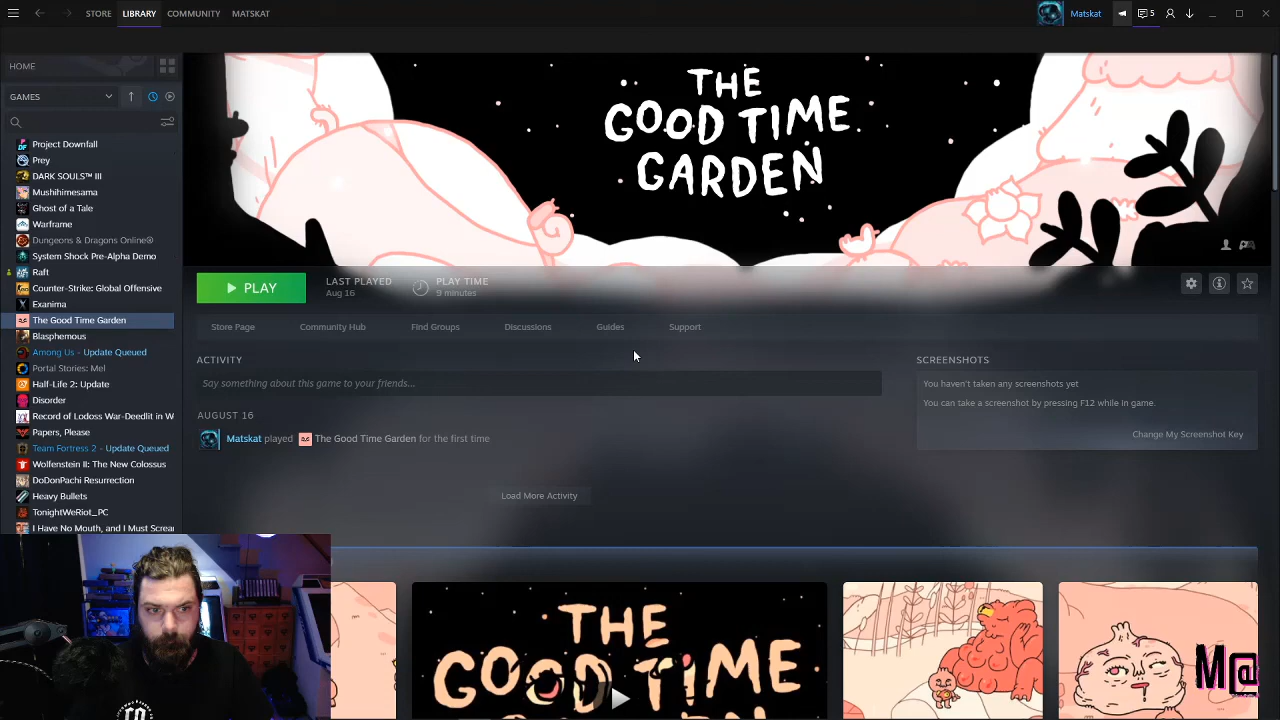 STORE LIBRARY COMMUNITY MATSKAT Matskat 5
HOME
GAMES
Project Downfall
Prey
DARK SOULS™ III
Mushihimesama
Ghost of a Tale
Warframe
Dungeons & Dragons Online®
System Shock Pre-Alpha Demo
Raft
Counter-Strike: Global Offensive
Exanima
The Good Time Garden
Blasphemous
Among Us - Update Queued
Portal Stories: Mel
Half-Life 2: Update
Disorder
Record of Lodoss War-Deedlit in W
Papers, Please
Team Fortress 2 - Update Queued
Wolfenstein II: The New Colossus
DoDonPachi Resurrection
Heavy Bullets
TonightWeRiot_PC
I Have No Mouth, and I Must Screa
THE
GOOD TIME
GARDEN
PLAY
LAST PLAYED
Aug 16
PLAY TIME
9 minutes
Store Page Community Hub Find Groups Discussions Guides Support
ACTIVITY
Say something about this game to your friends...
AUGUST 16
Matskat played The Good Time Garden for the first time
Load More Activity
SCREENSHOTS
You haven't taken any screenshots yet
You can take a screenshot by pressing F12 while in game.
Change My Screenshot Key
THE
GOOD TIME
M@